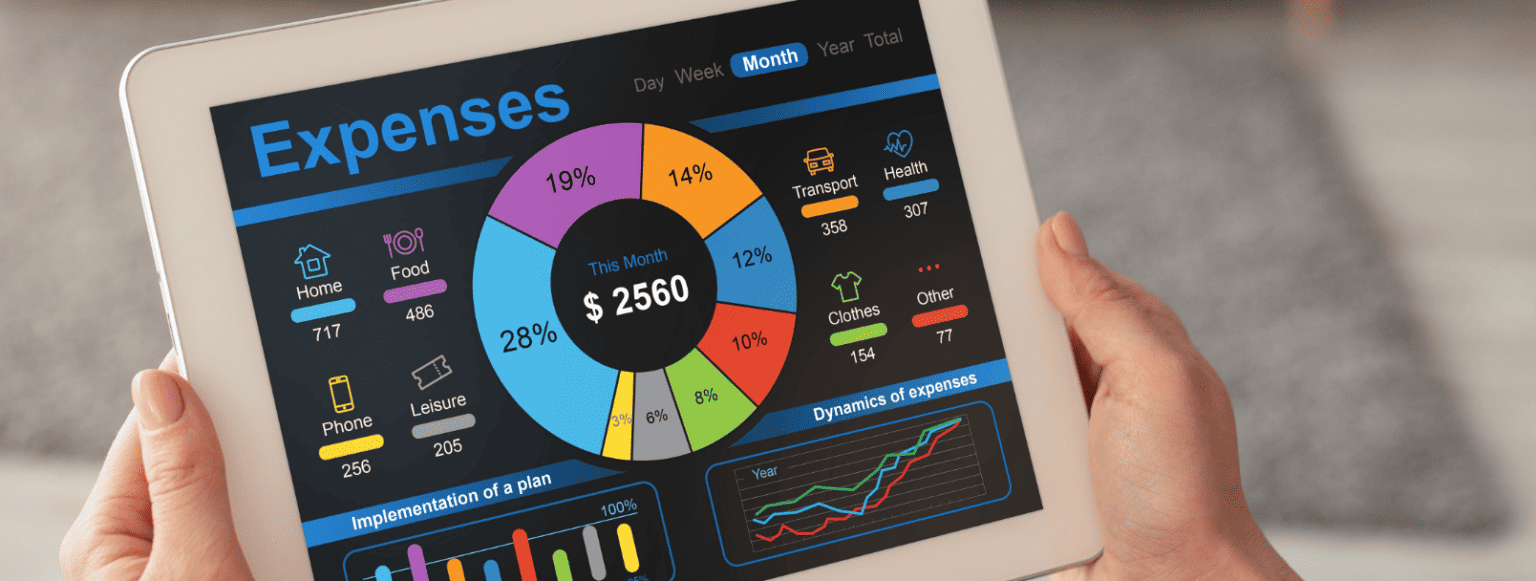 Expenses
Day Week Month Year Total
Home
717
Food
486
Phone
256
Leisure
205
19%
14%
12%
10%
8%
6%
3%
28%
This Month
$ 2560
Transport
358
Health
307
Clothes
154
Other
77
Implementation of a plan
100%
Dynamics of expenses
Year